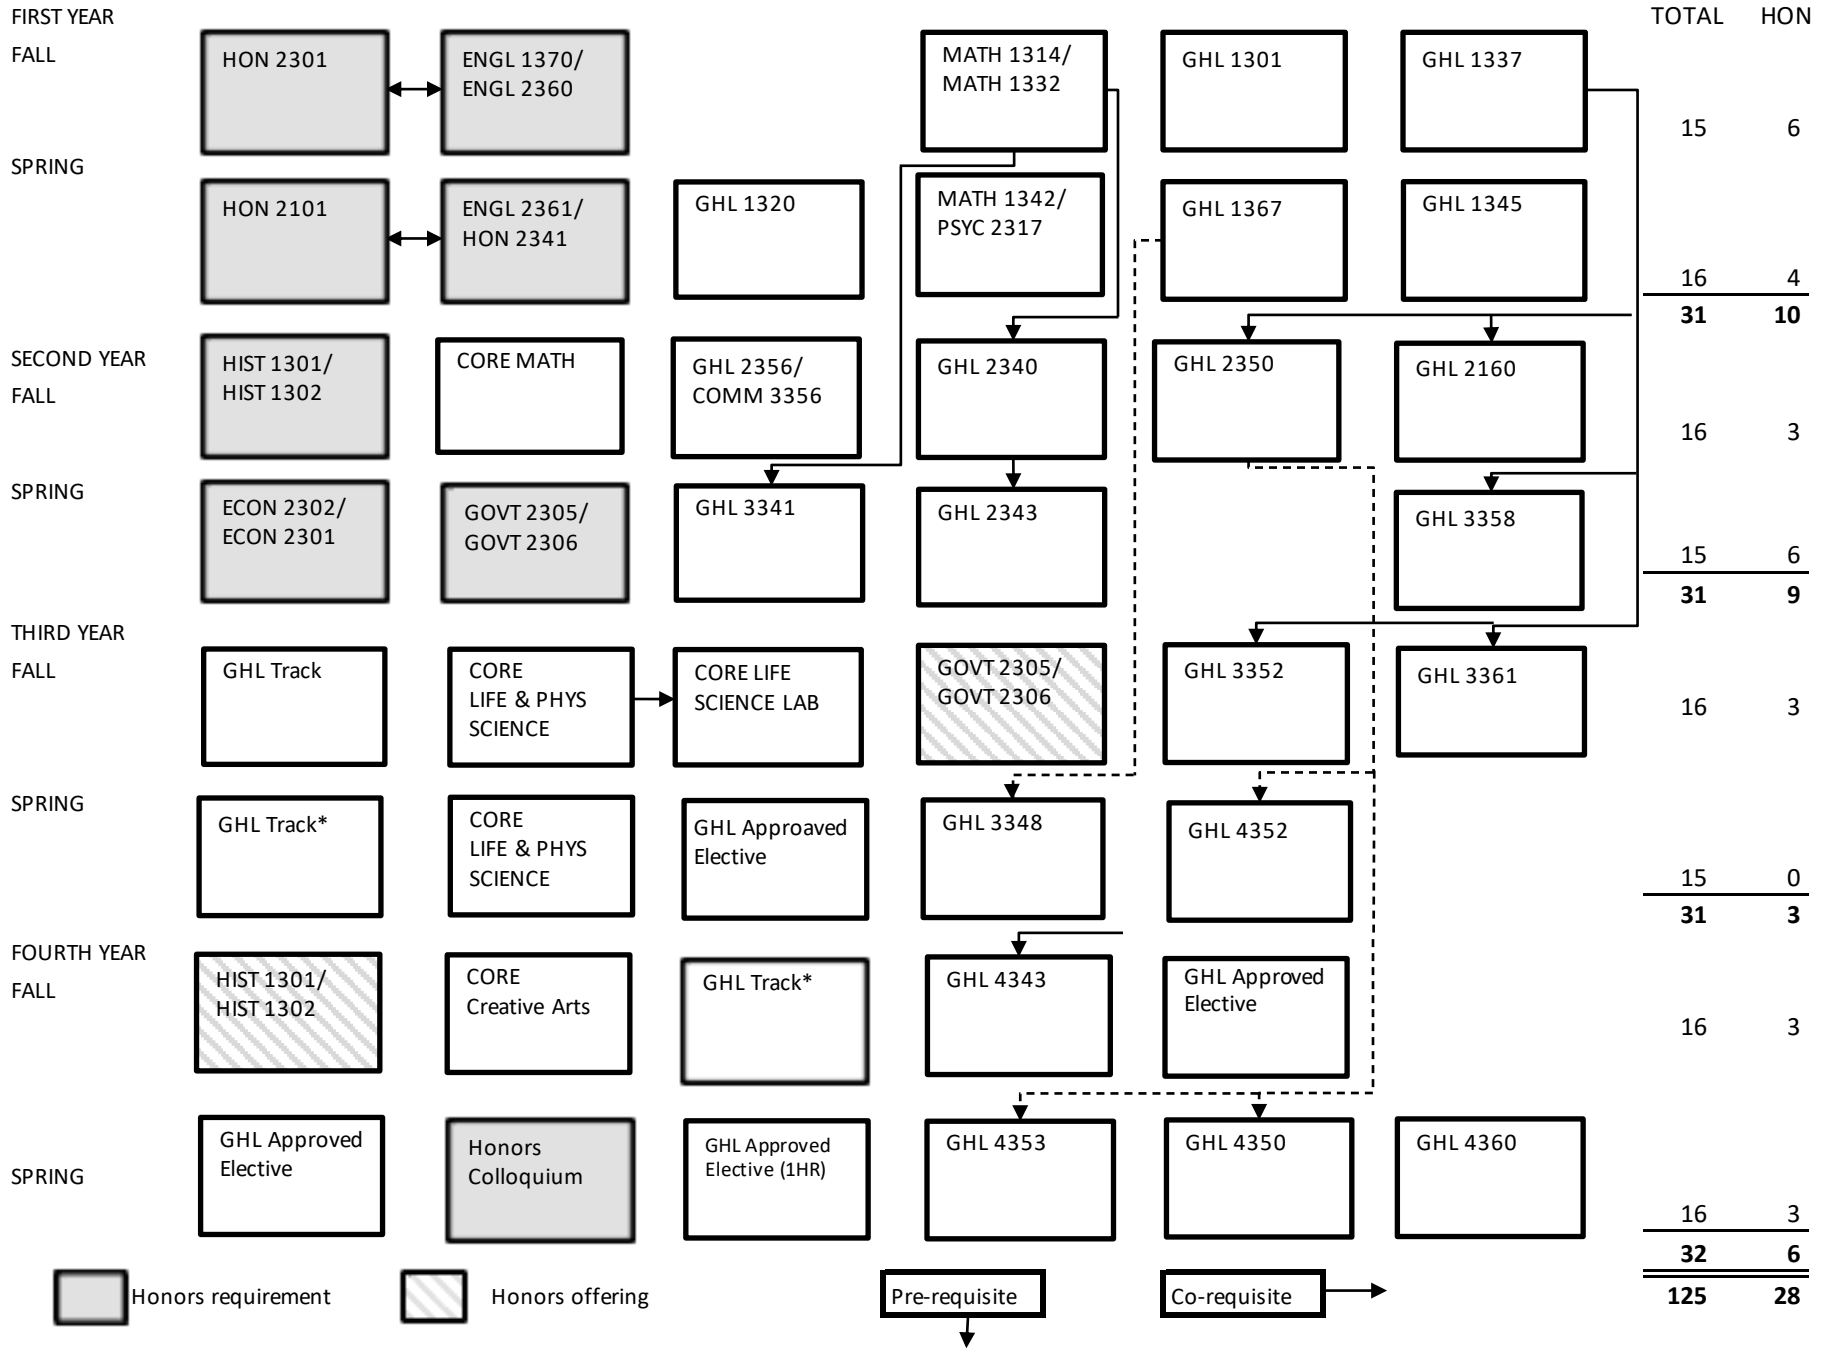 FIRST YEAR
TOTAL HON
FALL
HON 2301
ENGL 1370/
ENGL 2360
MATH 1314/
MATH 1332
GHL 1301
GHL 1337
15 6
SPRING
HON 2101
ENGL 2361/
HON 2341
GHL 1320
MATH 1342/
PSYC 2317
GHL 1367
GHL 1345
16 4
31 10
SECOND YEAR
FALL
HIST 1301/
HIST 1302
CORE MATH
GHL 2356/
COMM 3356
GHL 2340
GHL 2350
GHL 2160
16 3
SPRING
ECON 2302/
ECON 2301
GOVT 2305/
GOVT 2306
GHL 3341
GHL 2343
GHL 3358
15 6
31 9
THIRD YEAR
FALL
GHL Track
CORE
LIFE & PHYS
SCIENCE
CORE LIFE
SCIENCE LAB
GOVT 2305/
GOVT 2306
GHL 3352
GHL 3361
16 3
SPRING
GHL Track*
CORE
LIFE & PHYS
SCIENCE
GHL Approaved
Elective
GHL 3348
GHL 4352
15 0
31 3
FOURTH YEAR
FALL
HIST 1301/
HIST 1302
CORE
Creative Arts
GHL Track*
GHL 4343
GHL Approved
Elective
16 3
SPRING
GHL Approved
Elective
Honors
Colloquium
GHL Approved
Elective (1HR)
GHL 4353
GHL 4350
GHL 4360
16 3
32 6
Honors requirement
Honors offering
Pre-requisite
Co-requisite
125 28